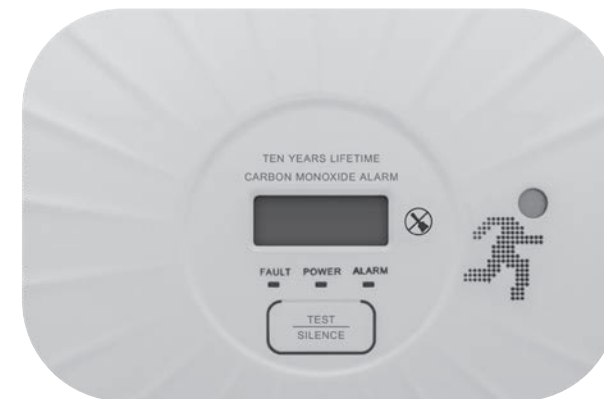 TEN YEARS LIFETIME
CARBON MONOXIDE ALARM
FAULT POWER ALARM
TEST
SILENCE